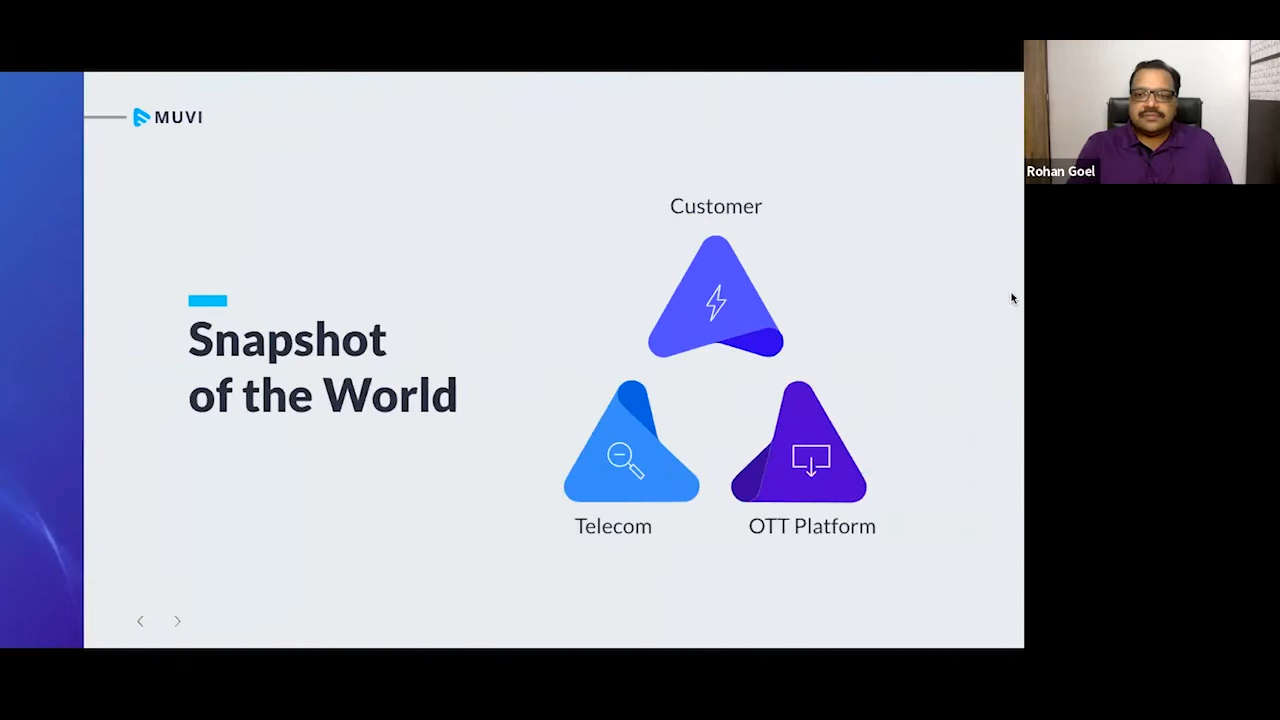 MUVI
Customer
Snapshot
of the World
Telecom
OTT Platform
Rohan Goel